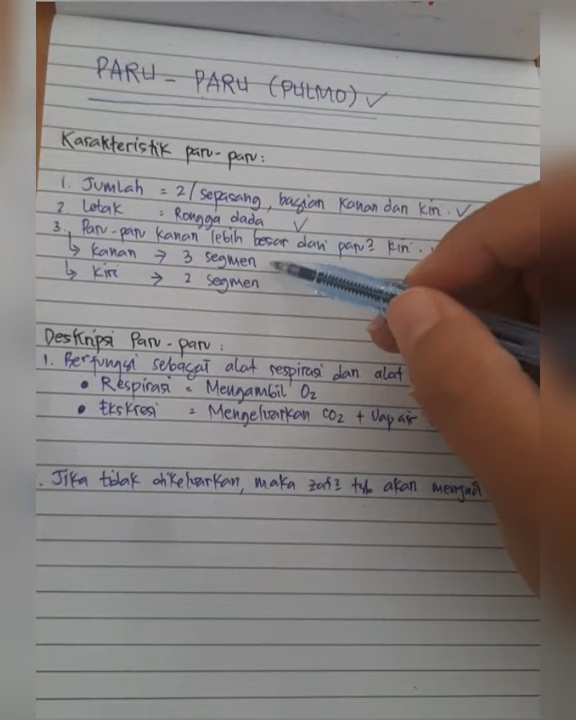 PARU - PARU (PULMO) ✓
Karakteristik paru-paru:
1. Jumlah = 2/sepasang, bagian kanan dan kiri. ✓
2. Letak = Rongga dada ✓
3. Paru-paru kanan lebih besar dari paru2 kiri.
↳ kanan → 3 segmen
↳ kiri → 2 segmen
Deskripsi Paru-paru:
1. Berfungsi sebagai alat respirasi dan alat
• Respirasi = Mengambil O2
• Ekskresi = Mengeluarkan CO2 + Uap air
. Jika tidak dikeluarkan, maka zat2 tsb akan menjadi